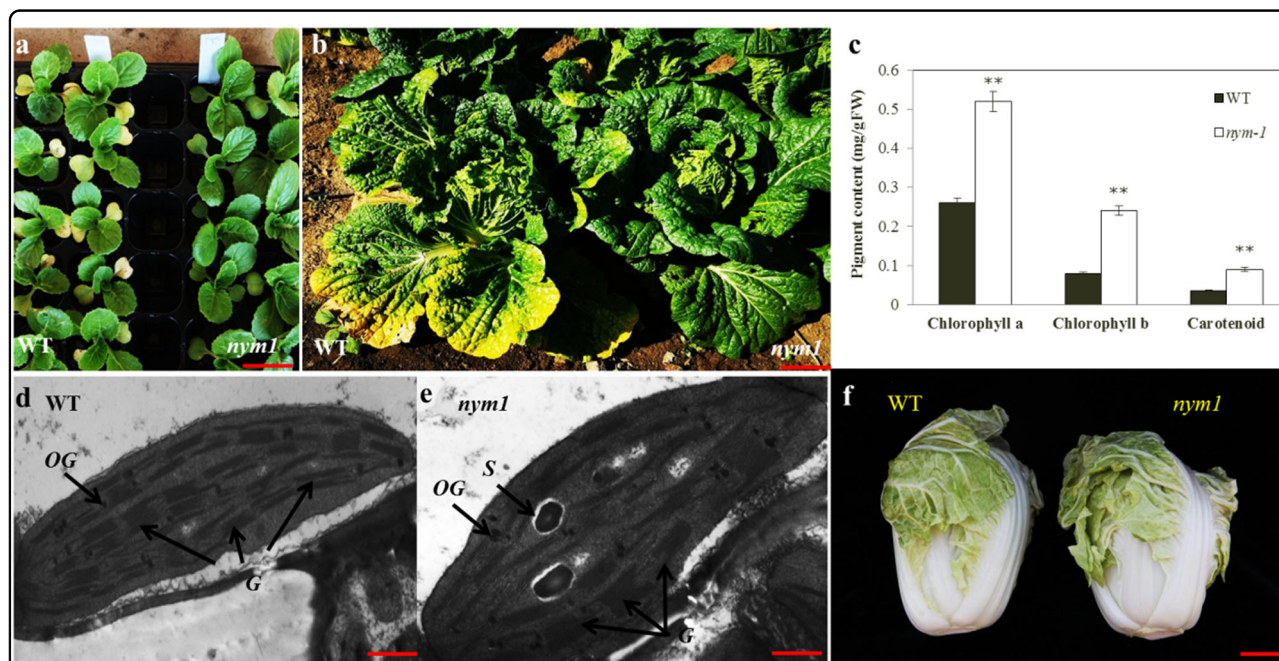 a
WT
nym1
b
WT
nym1
c
Pigment content (mg/gFW)
0.6
0.5
0.4
0.3
0.2
0.1
0
**
**
**
WT
nym-1
Chlorophyll a
Chlorophyll b
Carotenoid
d WT
OG
G
e nym1
S
OG
G
f WT nym1